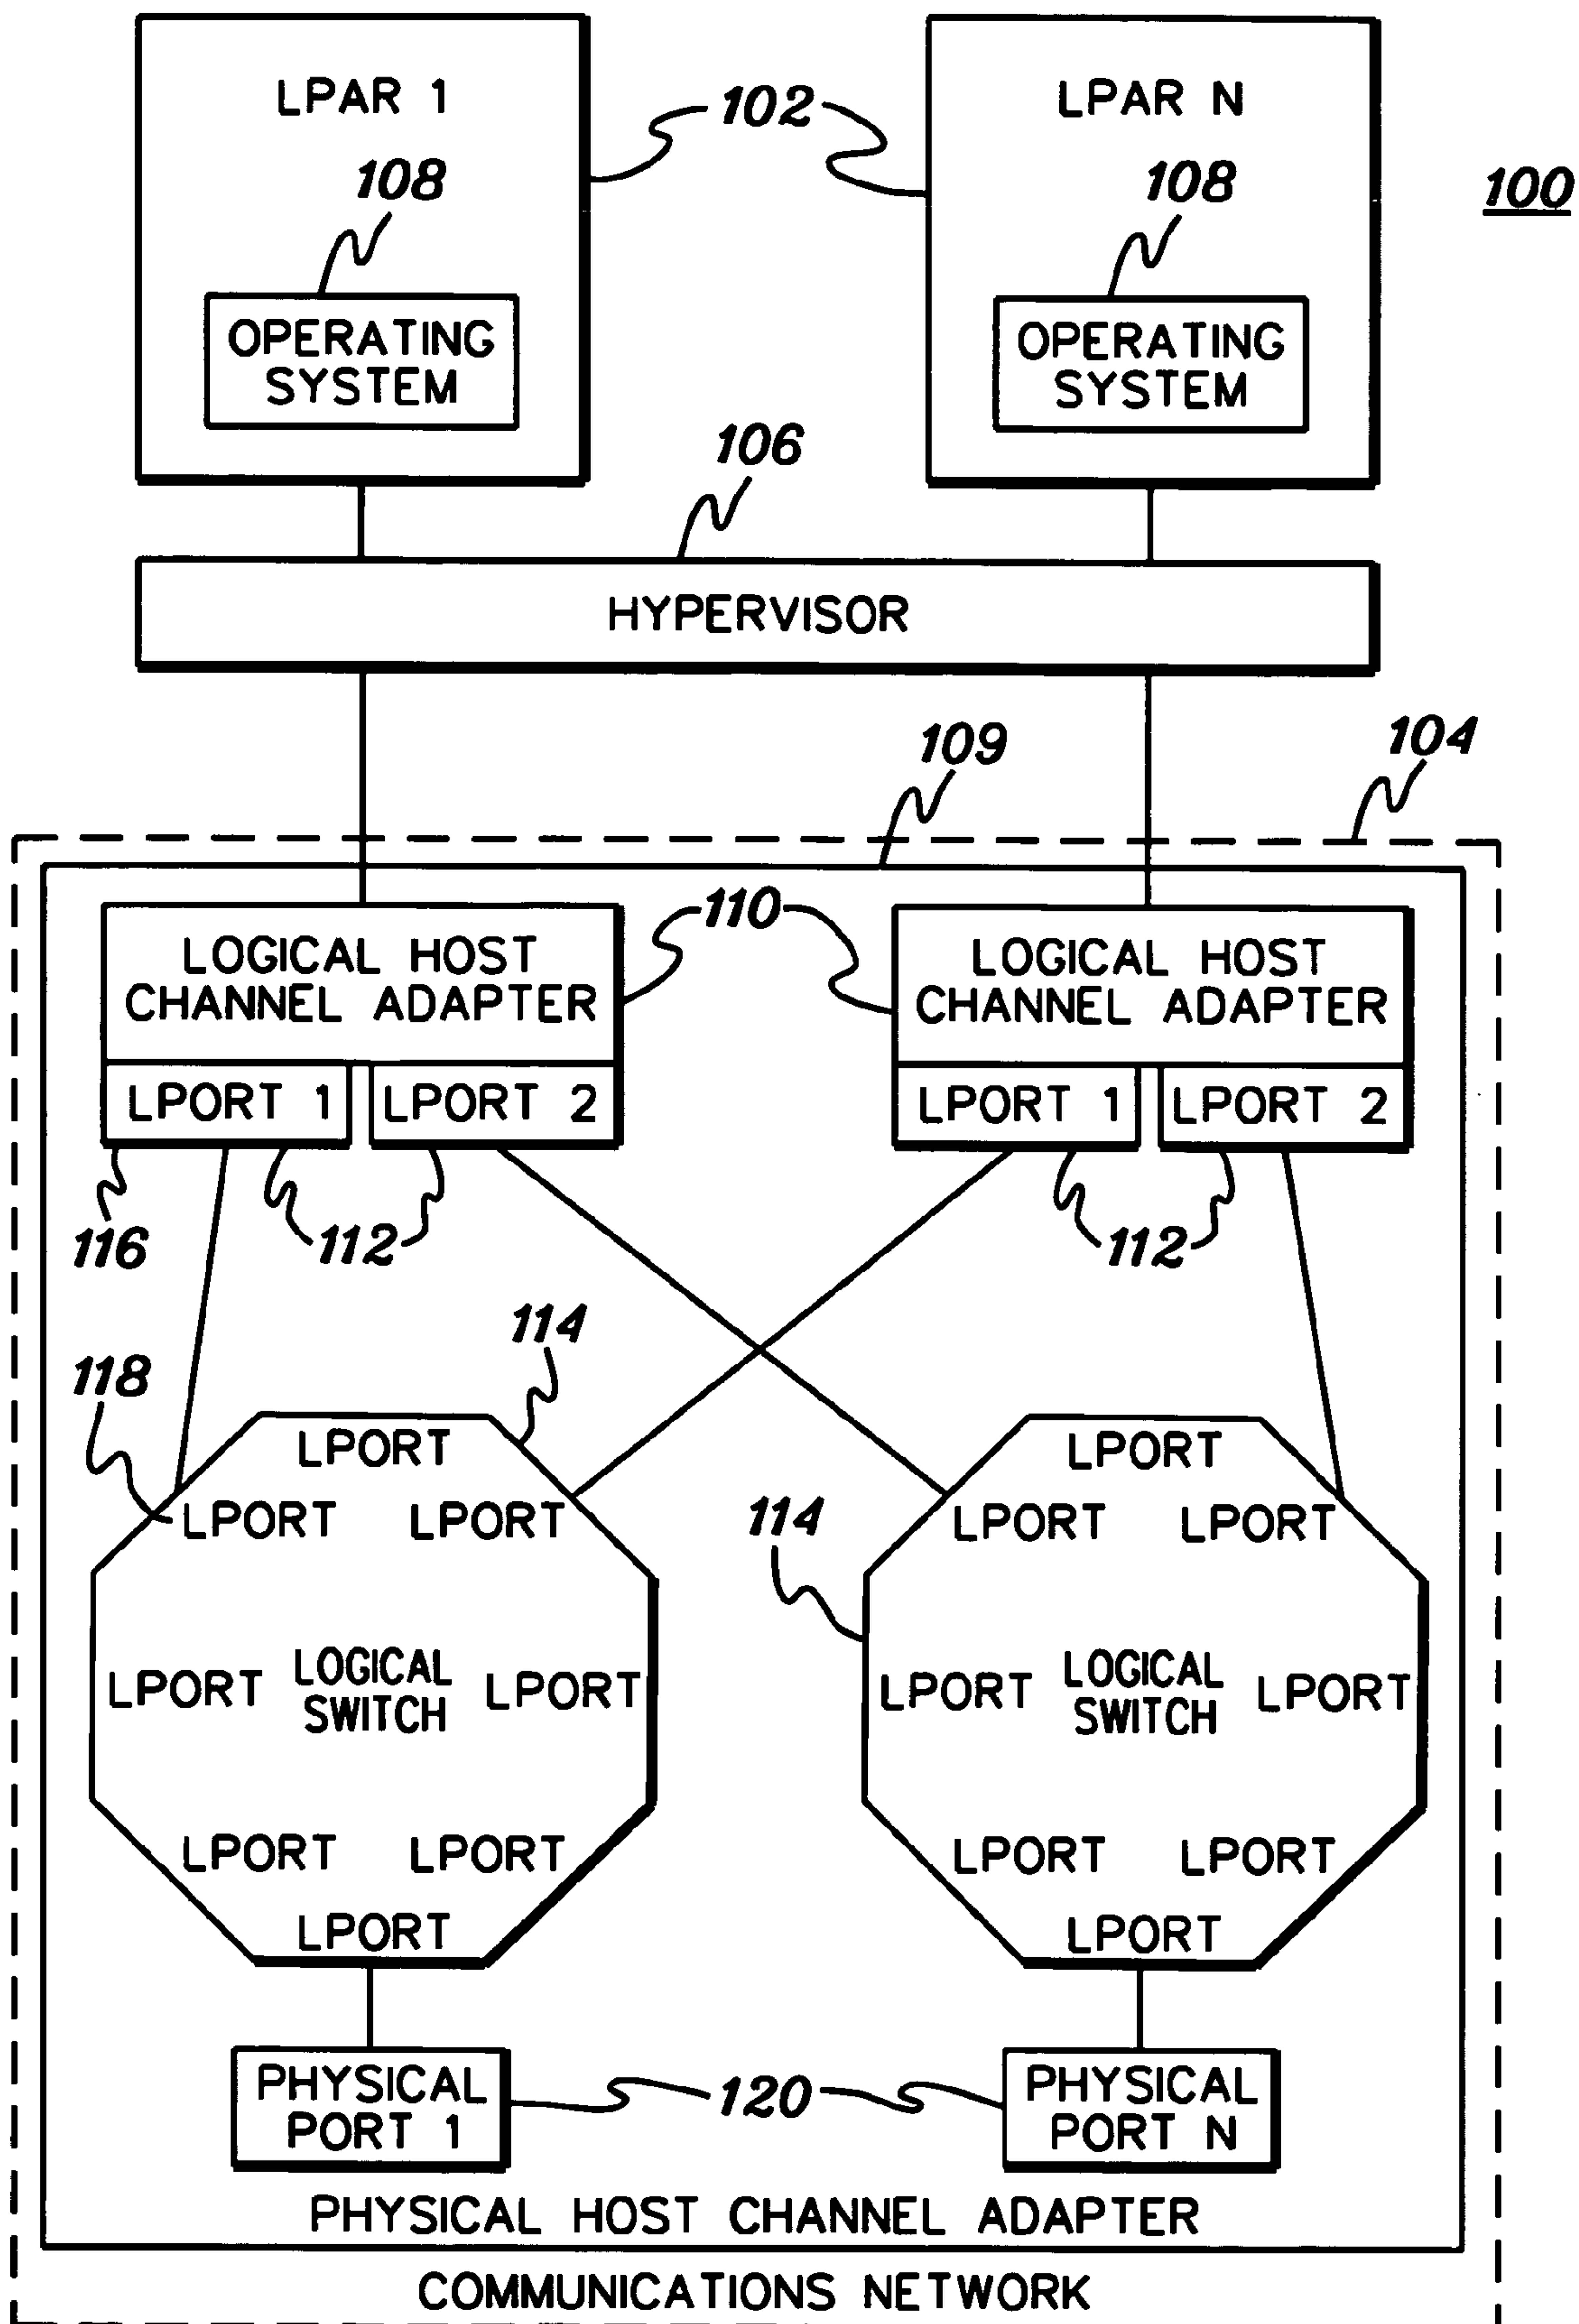 LPAR 1
102
LPAR N
108
108
100
OPERATING
SYSTEM
OPERATING
SYSTEM
106
HYPERVISOR
109
104
110
LOGICAL HOST
CHANNEL ADAPTER
LOGICAL HOST
CHANNEL ADAPTER
LPORT 1
LPORT 2
LPORT 1
LPORT 2
116
112
112
114
118
LPORT
LPORT
LPORT LPORT
114
LPORT LPORT
LPORT
LOGICAL
SWITCH
LPORT
LPORT
LOGICAL
SWITCH
LPORT
LPORT LPORT
LPORT LPORT
LPORT
LPORT
PHYSICAL
PORT 1
120
PHYSICAL
PORT N
PHYSICAL HOST CHANNEL ADAPTER
COMMUNICATIONS NETWORK